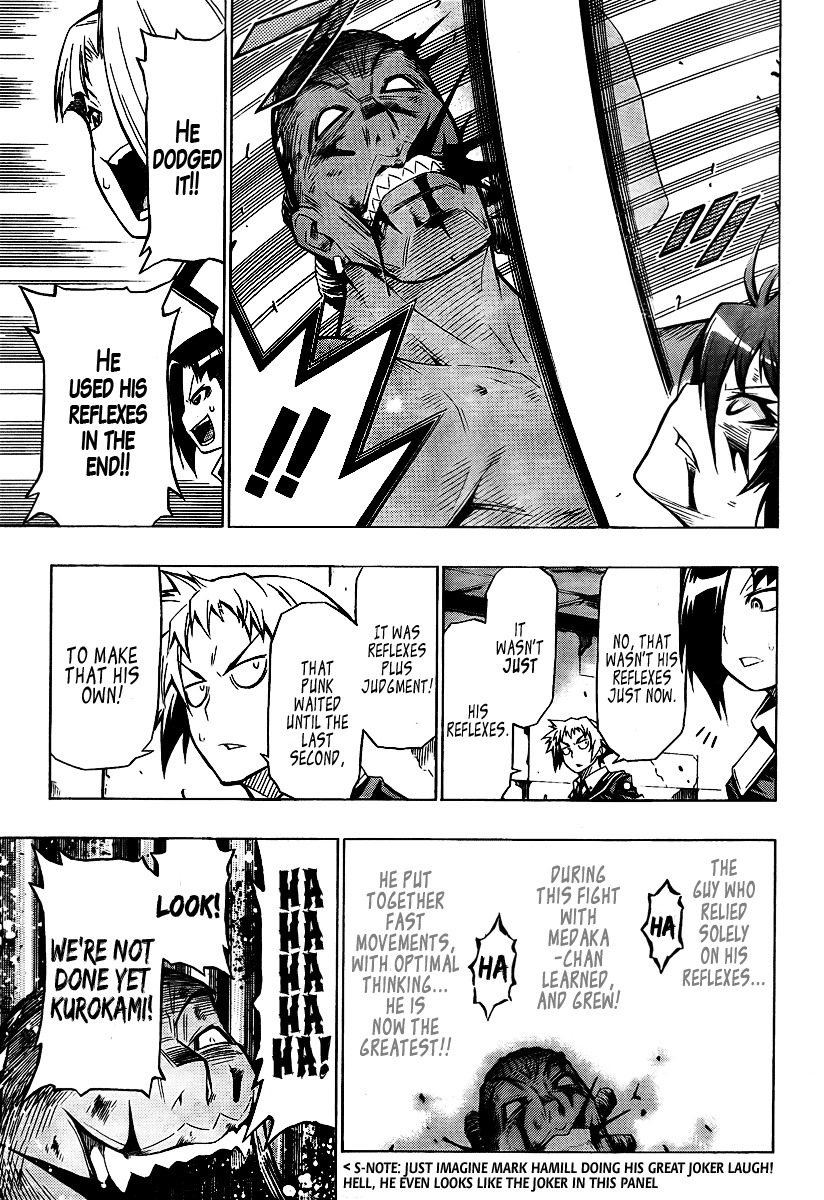 !!
HE
DODGED
IT!!
HE
USED HIS
REFLEXES
IN THE
END!!
NO, THAT
WASN'T HIS
REFLEXES
JUST NOW.
IT
WASN'T
JUST
HIS
REFLEXES.
IT WAS
REFLEXES
PLUS
JUDGMENT!
THAT
PUNK
WAITED
UNTIL THE
LAST
SECOND,
TO MAKE
THAT HIS
OWN!
THE
GUY WHO
RELIED
SOLELY
ON HIS
REFLEXES...
HA
DURING
THIS FIGHT
WITH
MEDAKA
-CHAN
LEARNED,
AND GREW!
HA
HE PUT
TOGETHER
FAST
MOVEMENTS,
WITH OPTIMAL
THINKING...
HE IS
NOW THE
GREATEST!!
HA
HA
HA
HA
HA!
LOOK!
WE'RE NOT
DONE YET
KUROKAMI!
< S-NOTE: JUST IMAGINE MARK HAMILL DOING HIS GREAT JOKER LAUGH!
HELL, HE EVEN LOOKS LIKE THE JOKER IN THIS PANEL